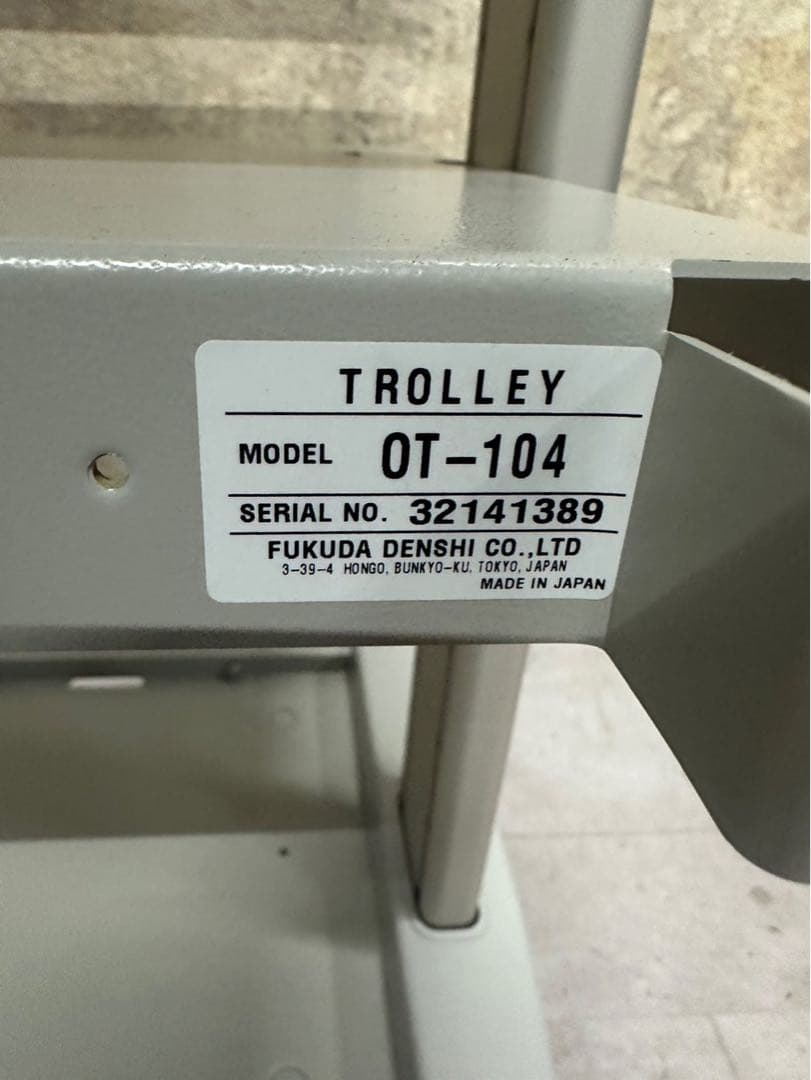 TROLLEY
MODEL OT-104
SERIAL NO. 32141389
FUKUDA DENSHI CO.,LTD
3-39-4 HONGO, BUNKYO-KU, TOKYO, JAPAN
MADE IN JAPAN